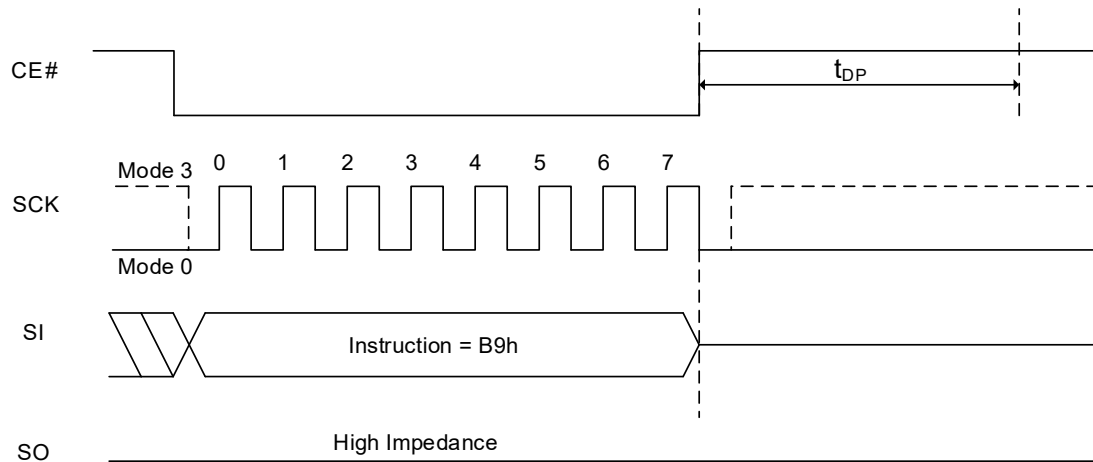 CE#
tDP
Mode 3
0 1 2 3 4 5 6 7
SCK
Mode 0
SI
Instruction = B9h
High Impedance
SO